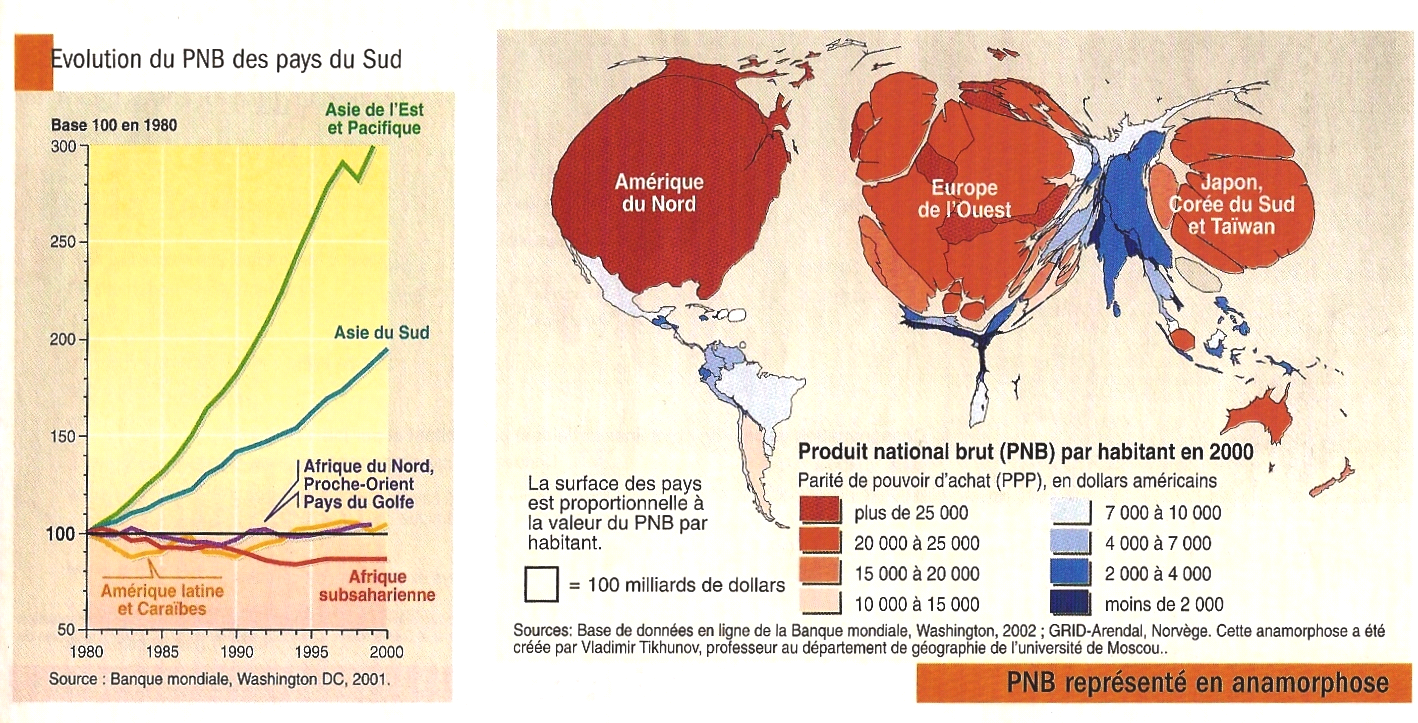 Evolution du PNB des pays du Sud
Base 100 en 1980
Asie de l'Est
et Pacifique
300
250
200
150
100
50
Asie du Sud
Afrique du Nord,
Proche-Orient
Pays du Golfe
Amérique latine
et Caraïbes
Afrique
subsaharienne
1980 1985 1990 1995 2000
Source : Banque mondiale, Washington DC, 2001.
Amérique
du Nord
Europe
de l'Ouest
Japon,
Corée du Sud
et Taïwan
La surface des pays
est proportionnelle à
la valeur du PNB par
habitant.
= 100 milliards de dollars
Produit national brut (PNB) par habitant en 2000
Parité de pouvoir d'achat (PPP), en dollars américains
plus de 25 000
20 000 à 25 000
15 000 à 20 000
10 000 à 15 000
7 000 à 10 000
4 000 à 7 000
2 000 à 4 000
moins de 2 000
Sources: Base de données en ligne de la Banque mondiale, Washington, 2002 ; GRID-Arendal, Norvège. Cette anamorphose a été
créée par Vladimir Tikhunov, professeur au département de géographie de l'université de Moscou..
PNB représenté en anamorphose